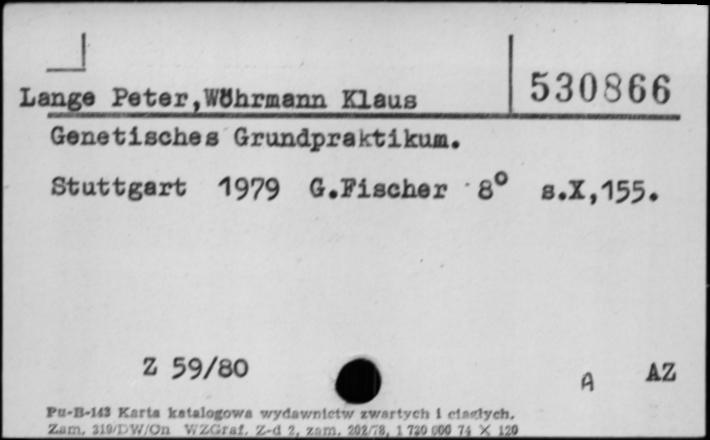 530866
Lange Peter,Wöhrmann Klaus
Genetisches Grundpraktikum.
Stuttgart 1979 G.Fischer 8° s.X,155.
Z 59/80
A AZ
Pu-B-143 Karta katalogowa wydawnictw zwartych i ciągłych.
Zam. 319/DW/On WZGraf. Z-d 2, zam. 202/78, 1 720 000 74 X 120